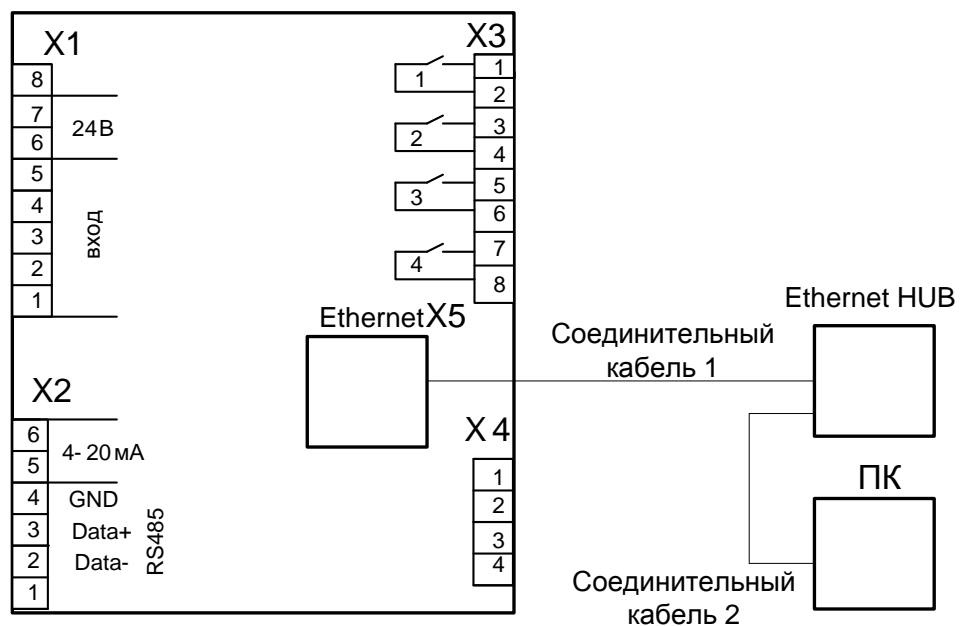 X1
8
7
6
24В
5
4
3
2
1
вход
X2
6
5
4-20мА
4
GND
3
Data+
2
Data-
1
RS485
X3
1
1
2
2
3
4
3
5
6
4
7
8
Ethernet X5
X 4
1
2
3
4
Соединительный
кабель 1
Ethernet HUB
ПК
Соединительный
кабель 2